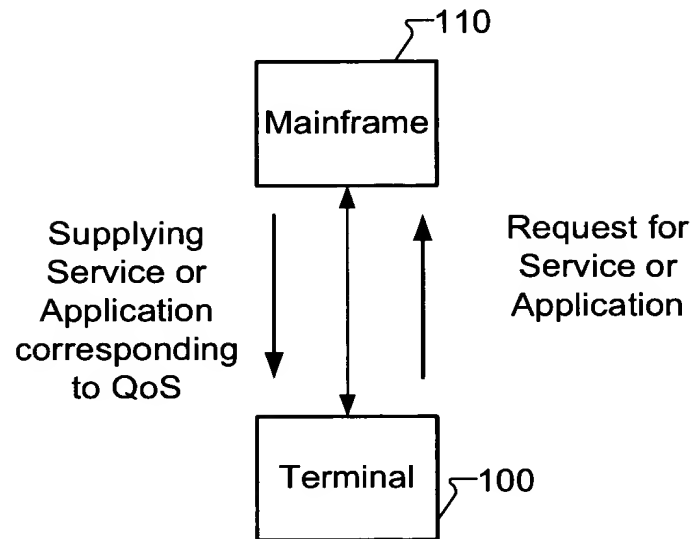 110
Mainframe
Supplying
Service or
Application
corresponding
to QoS
Request for
Service or
Application
Terminal
100